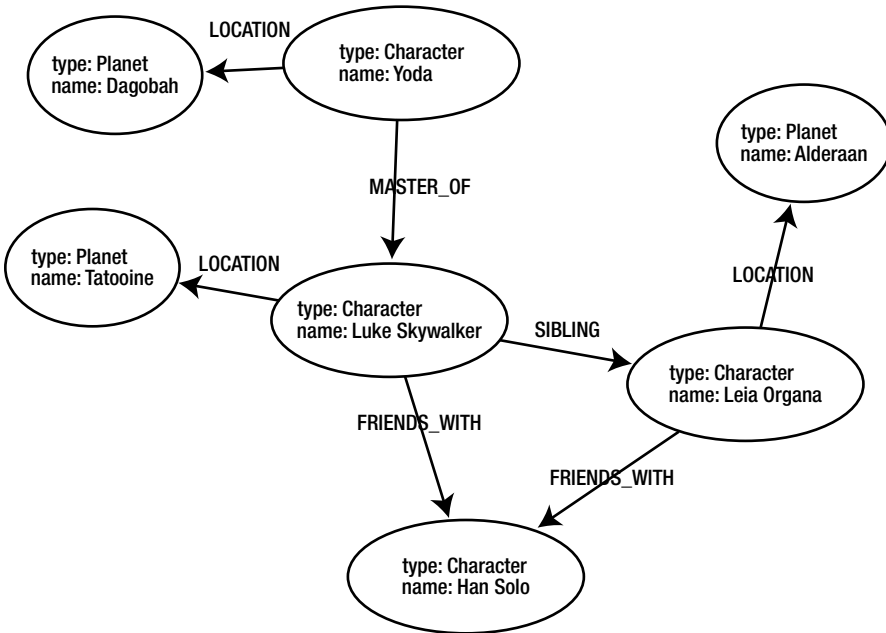 LOCATION
type: Planet
name: Dagobah
type: Character
name: Yoda
type: Planet
name: Alderaan
MASTER_OF
type: Planet
name: Tatooine
LOCATION
LOCATION
type: Character
name: Luke Skywalker
SIBLING
type: Character
name: Leia Organa
FRIENDS_WITH
FRIENDS_WITH
type: Character
name: Han Solo